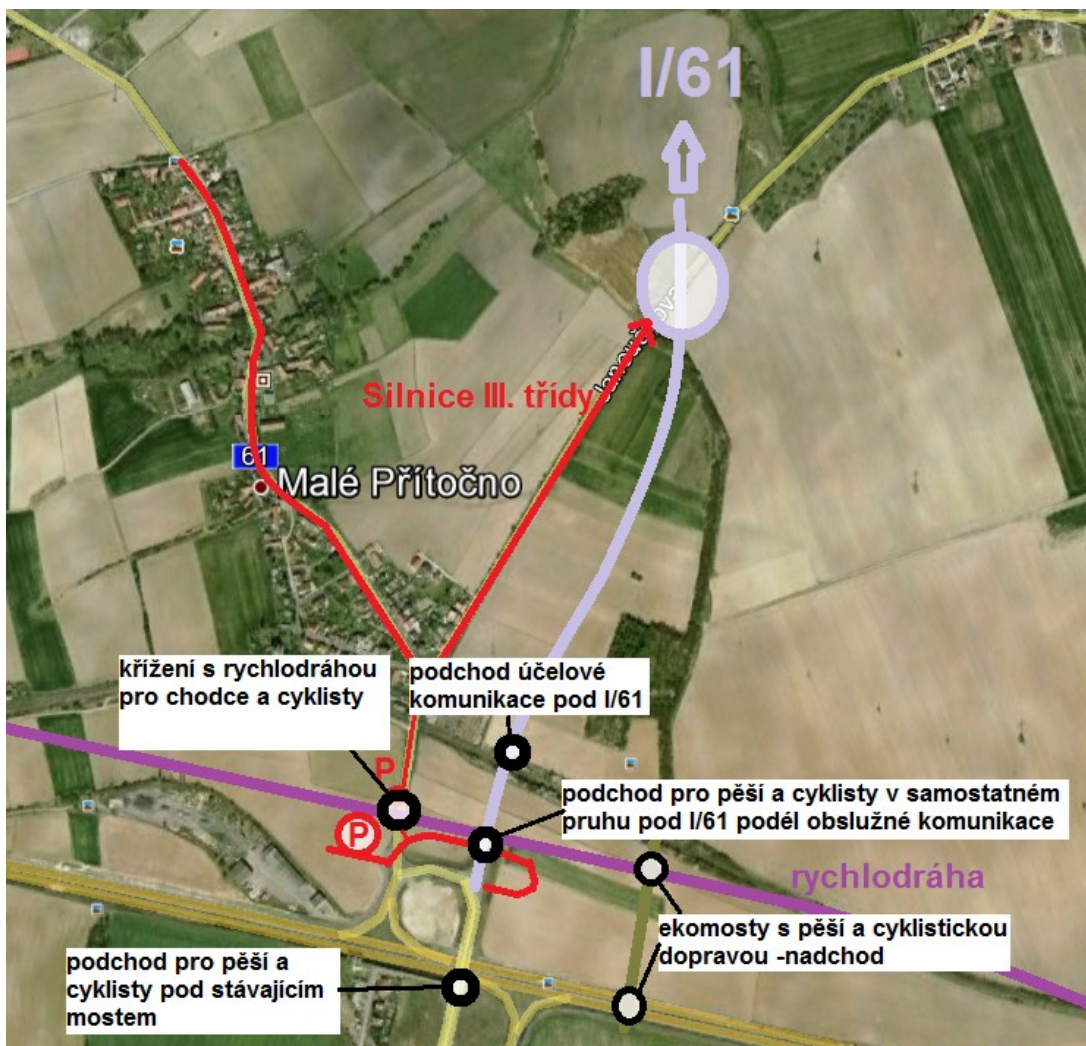 I/61
Silnice III. třídy
61
Malé Přítočno
křížení s rychlodráhou
pro chodce a cyklisty
podchod účelové
komunikace pod I/61
P
P
podchod pro pěší a cyklisty v samostatném
pruhu pod I/61 podél obslužné komunikace
rychlodráha
ekomosty s pěší a cyklistickou
dopravou -nadchod
podchod pro pěší a
cyklisty pod stávajícím
mostem